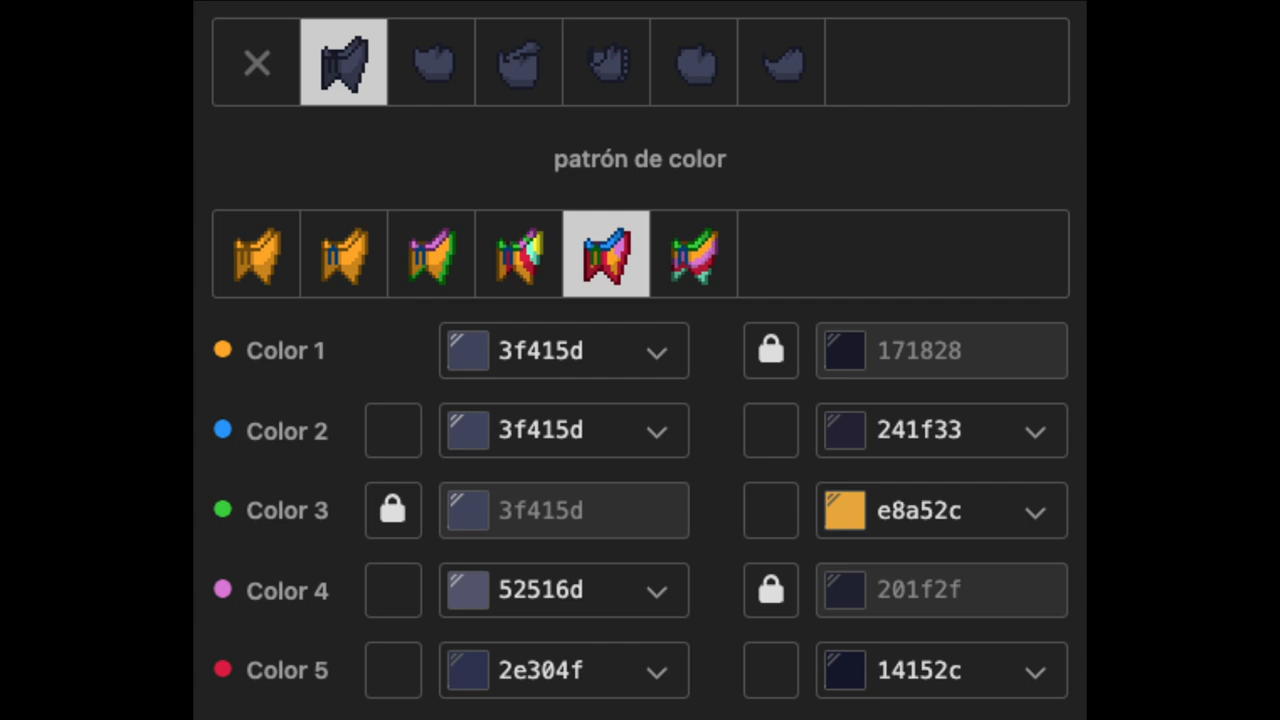 patrón de color
Color 1 3f415d 171828
Color 2 3f415d 241f33
Color 3 3f415d e8a52c
Color 4 52516d 201f2f
Color 5 2e304f 14152c